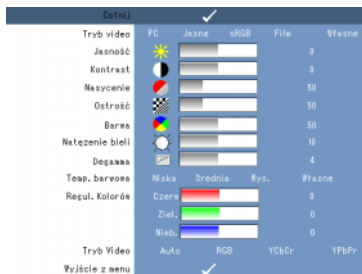 Cofnij
Tryb video PC Jasne sRGB Film Własne
Jasność 0
Kontrast 0
Nasycenie 50
Ostrość 50
Barwa 50
Natężenie bieli 10
Degamma 4
Temp. barwowa Niska Średnia Wys. Własne
Regul. Kolorów Czerw 0
Ziel. 0
Nieb. 0
Tryb Video Auto RGB YCbCr YPbPr
Wyjście z menu